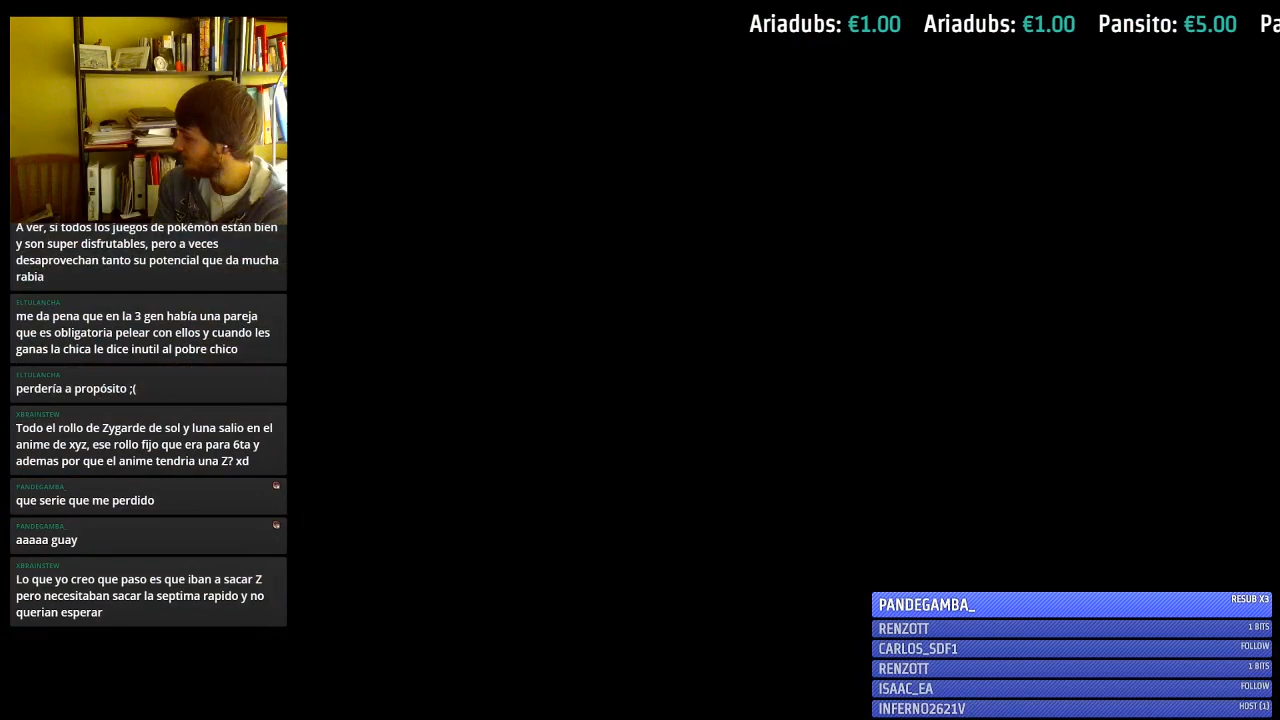 Ariadubs: €1.00 Ariadubs: €1.00 Pansito: €5.00 Pa
A ver, si todos los juegos de pokémon están bien
y son super disfrutables, pero a veces
desaprovechan tanto su potencial que da mucha
rabia
ELTULANCHA
me da pena que en la 3 gen había una pareja
que es obligatoria pelear con ellos y cuando les
ganas la chica le dice inutil al pobre chico
ELTULANCHA
perdería a propósito ;(
XBRAINSTEW
Todo el rollo de Zygarde de sol y luna salio en el
anime de xyz, ese rollo fijo que era para 6ta y
ademas por que el anime tendria una Z? xd
PANDEGAMBA_
que serie que me perdido
PANDEGAMBA_
aaaaa guay
XBRAINSTEW
Lo que yo creo que paso es que iban a sacar Z
pero necesitaban sacar la septima rapido y no
querian esperar
PANDEGAMBA_ RESUB X3
RENZOTT 1 BITS
CARLOS_SDF1 FOLLOW
RENZOTT 1 BITS
ISAAC_EA FOLLOW
INFERNO2621V HOST (1)